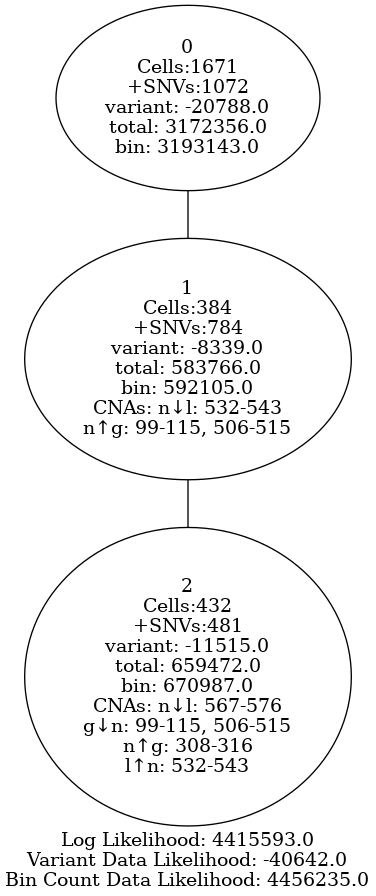 0
Cells:1671
+SNVs:1072
variant: -20788.0
total: 3172356.0
bin: 3193143.0
1
Cells:384
+SNVs:784
variant: -8339.0
total: 583766.0
bin: 592105.0
CNAs: n↓l: 532-543
n↑g: 99-115, 506-515
2
Cells:432
+SNVs:481
variant: -11515.0
total: 659472.0
bin: 670987.0
CNAs: n↓l: 567-576
g↓n: 99-115, 506-515
n↑g: 308-316
l↑n: 532-543
Log Likelihood: 4415593.0
Variant Data Likelihood: -40642.0
Bin Count Data Likelihood: 4456235.0